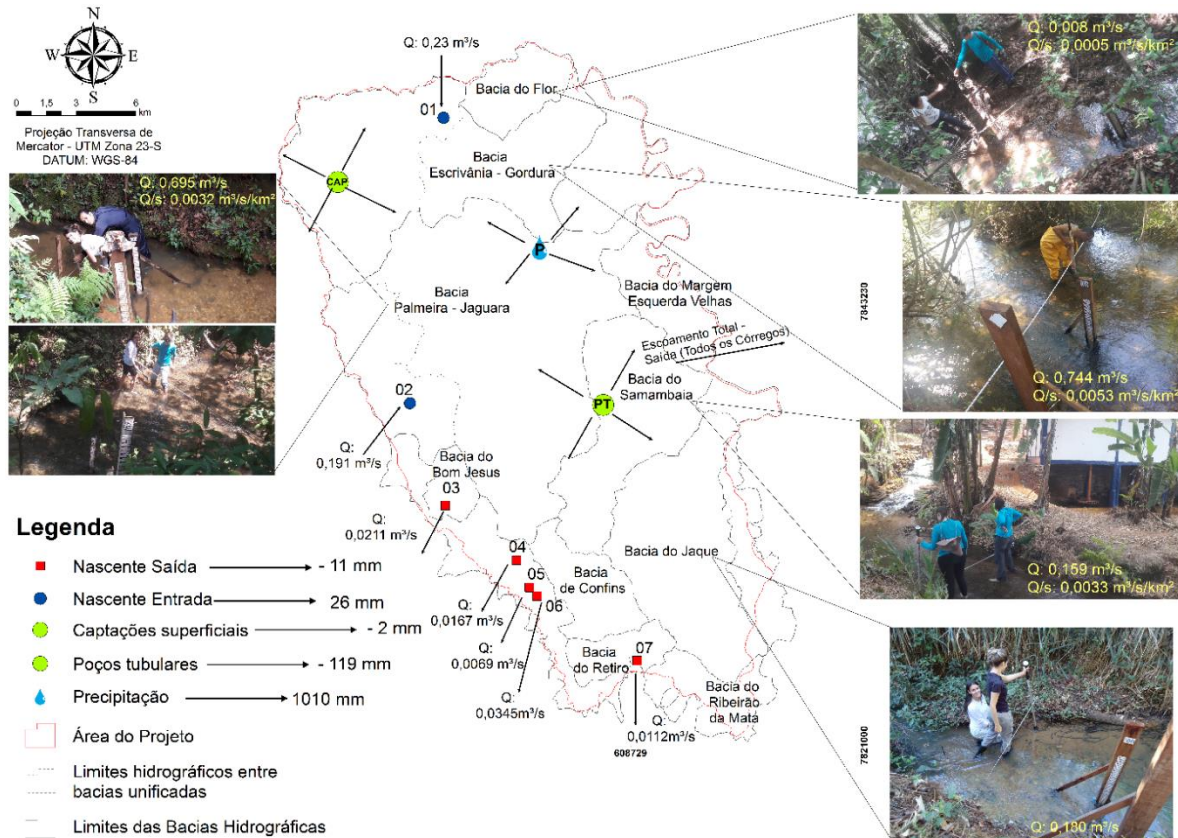 N
W
E
S
0 1,5 3 6
km
Projeção Transversa de
Mercator - UTM Zona 23-S
DATUM: WGS-84
Q: 0,695 m³/s
Q/s: 0,0032 m³/s/km²
Q: 0,23 m³/s
01
Bacia do Flor
Bacia
Escrivânia - Gordura
CAP
P
Bacia
Palmeira - Jaguara
Bacia do Margem
Esquerda Velhas
Escoamento Total -
Saída (Todos os Córregos)
Bacia do
Samambaia
PT
02
Q:
0,191 m³/s
Bacia do
Bom Jesus
03
Q:
0,0211 m³/s
04
Q:
0,0167 m³/s
05
0,0069 m³/s
06
Q:
0,0345m³/s
Bacia
de Confins
Bacia do Jaque
Bacia
do Retiro
07
Q:
0,0112m³/s
608729
Bacia do
Ribeirão
da Mata
7843230
7821000
Q: 0,008 m³/s
Q/s: 0,0005 m³/s/km²
Q: 0,744 m³/s
Q/s: 0,0053 m³/s/km²
Q: 0,159 m³/s
Q/s: 0,0033 m³/s/km²
Q: 0,180 m³/s
Legenda
Nascente Saída - 11 mm
Nascente Entrada 26 mm
Captações superficiais - 2 mm
Poços tubulares - 119 mm
Precipitação 1010 mm
Área do Projeto
Limites hidrográficos entre
bacias unificadas
Limites das Bacias Hidrográficas